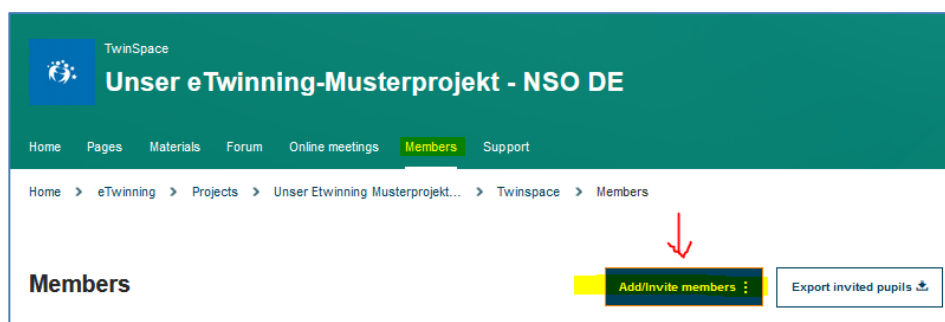 TwinSpace
Unser eTwinning-Musterprojekt - NSO DE
Home Pages Materials Forum Online meetings Members Support
Home > eTwinning > Projects > Unser Etwinning Musterprojekt... > Twinspace > Members
Members Add/Invite members Export invited pupils